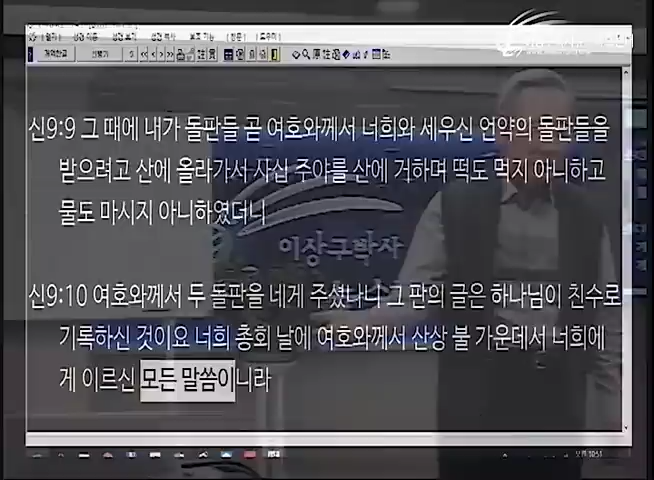 개역한글
신9:9 그 때에 내가 돌판들 곧 여호와께서 너희와 세우신 언약의 돌판들을
받으려고 산에 올라가서 사십 주야를 산에 거하며 떡도 먹지 아니하고
물도 마시지 아니하였더니
이상구박사
신9:10 여호와께서 두 돌판을 네게 주셨나니 그 판의 글은 하나님이 친수로
기록하신 것이요 너희 총회 날에 여호와께서 산상 불 가운데서 너희에
게 이르신 모든 말씀이니라